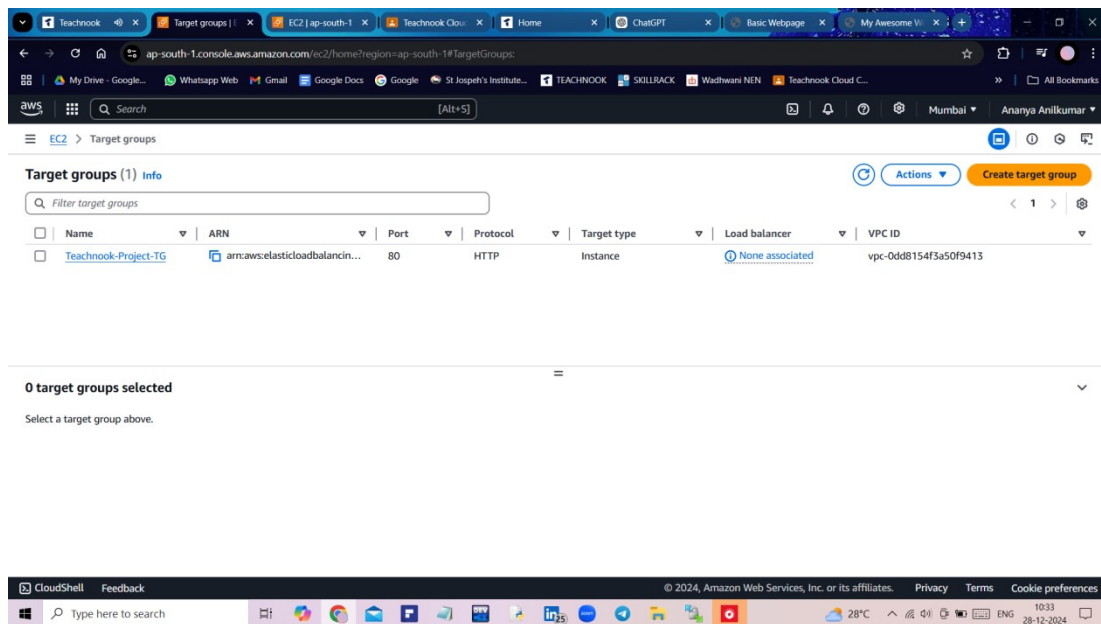 Teachnook
Target groups | E
EC2 | ap-south-1
Teachnook Clou
Home
ChatGPT
Basic Webpage
My Awesome W
ap-south-1.console.aws.amazon.com/ec2/home?region=ap-south-1#TargetGroups:
My Drive - Google...
Whatsapp Web
Gmail
Google Docs
Google
St Jospeh's Institute...
TEACHNOOK
SKILLRACK
Wadhwani NEN
Teachnook Cloud C...
»
All Bookmarks
aws
Search
[Alt+S]
Mumbai
Ananya Anilkumar
EC2 > Target groups
Target groups (1) Info
Actions
Create target group
Filter target groups
< 1 >
Name ARN Port Protocol Target type Load balancer VPC ID
Teachnook-Project-TG arn:aws:elasticloadbalancin... 80 HTTP Instance None associated vpc-0dd8154f3a50f9413
0 target groups selected
Select a target group above.
CloudShell Feedback © 2024, Amazon Web Services, Inc. or its affiliates. Privacy Terms Cookie preferences
Type here to search
25
28°C
ENG
10:33
28-12-2024